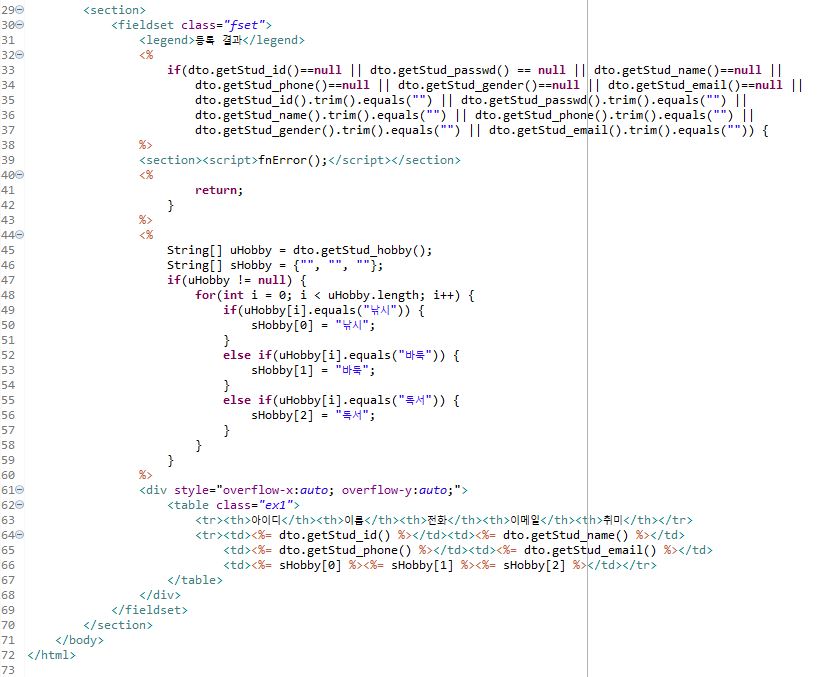 29 <section>
30 <fieldset class="fset">
31 <legend>등록 결과</legend>
32 <%
33 if(dto.getStud_id()==null || dto.getStud_passwd() == null || dto.getStud_name()==null ||
34 dto.getStud_phone()==null || dto.getStud_gender()==null || dto.getStud_email()==null ||
35 dto.getStud_id().trim().equals("") || dto.getStud_passwd().trim().equals("") ||
36 dto.getStud_name().trim().equals("") || dto.getStud_phone().trim().equals("") ||
37 dto.getStud_gender().trim().equals("") || dto.getStud_email().trim().equals("")) {
38 %>
39 <section><script>fnError();</script></section>
40 <%
41 return;
42 }
43 %>
44 <%
45 String[] uHobby = dto.getStud_hobby();
46 String[] sHobby = {"", "", ""};
47 if(uHobby != null) {
48 for(int i = 0; i < uHobby.length; i++) {
49 if(uHobby[i].equals("낚시")) {
50 sHobby[0] = "낚시";
51 }
52 else if(uHobby[i].equals("바둑")) {
53 sHobby[1] = "바둑";
54 }
55 else if(uHobby[i].equals("독서")) {
56 sHobby[2] = "독서";
57 }
58 }
59 }
60 %>
61 <div style="overflow-x:auto; overflow-y:auto;">
62 <table class="ex1">
63 <tr><th>아이디</th><th>이름</th><th>전화</th><th>이메일</th><th>취미</th></tr>
64 <tr><td><%= dto.getStud_id() %></td><td><%= dto.getStud_name() %></td>
65 <td><%= dto.getStud_phone() %></td><td><%= dto.getStud_email() %></td>
66 <td><%= sHobby[0] %><%= sHobby[1] %><%= sHobby[2] %></td></tr>
67 </table>
68 </div>
69 </fieldset>
70 </section>
71 </body>
72 </html>
73